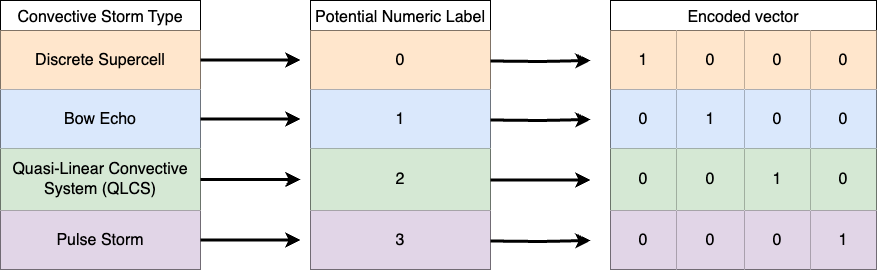 Convective Storm Type Potential Numeric Label Encoded vector
Discrete Supercell 0 1 0 0 0
Bow Echo 1 0 1 0 0
Quasi-Linear Convective
System (QLCS) 2 0 0 1 0
Pulse Storm 3 0 0 0 1